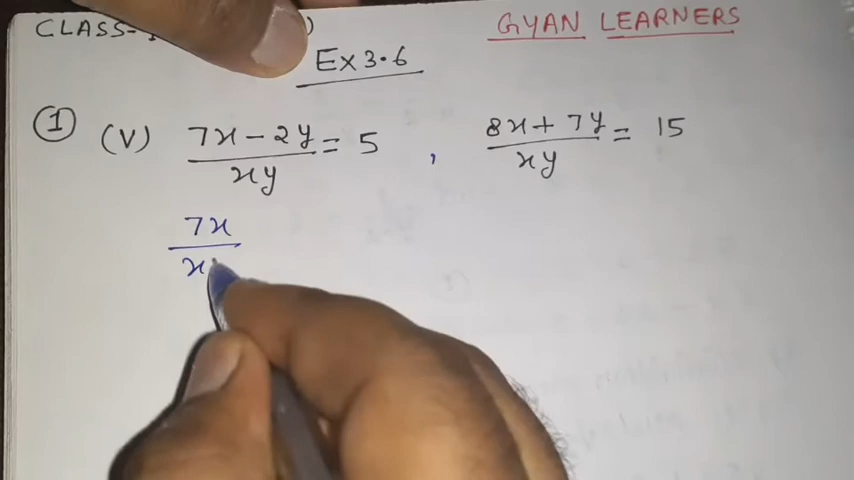 CLASS- GYAN LEARNERS
Ex 3.6
① (V) 7x - 2y / xy = 5 , 8x + 7y / xy = 15
7x / x